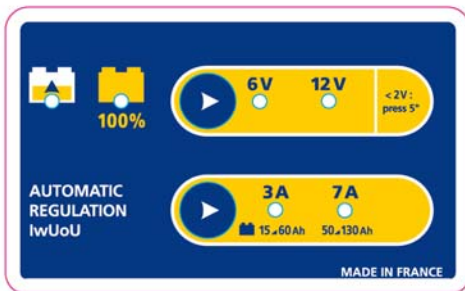 6V 12V
< 2V :
press 5"
100%
AUTOMATIC
REGULATION
IwUoU
3A 7A
15◢60Ah 50◢130Ah
MADE IN FRANCE